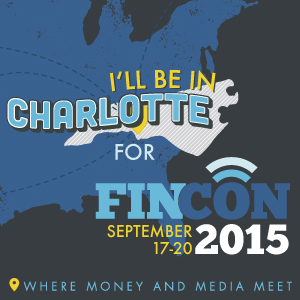 I'LL BE IN
CHARLOTTE
FOR
FINCON
SEPTEMBER
17-20
2015
WHERE MONEY AND MEDIA MEET